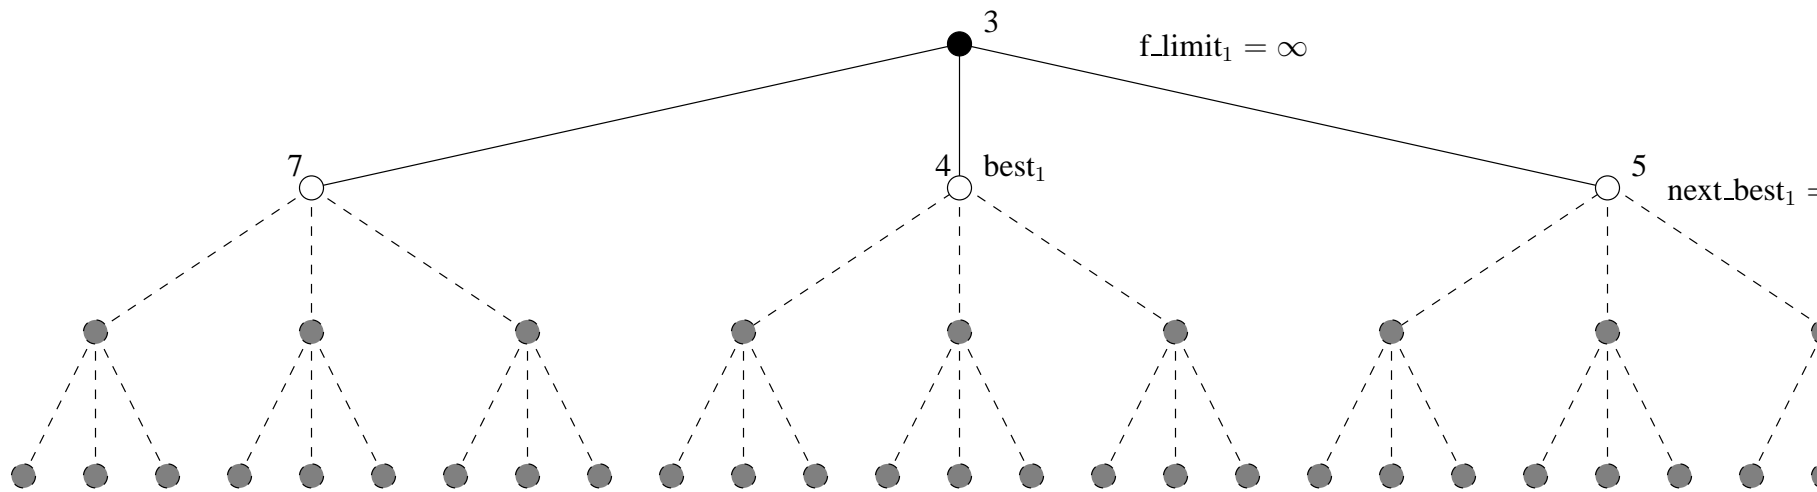 3
f_limit₁ = ∞
7
4 best₁
5
next_best₁ =